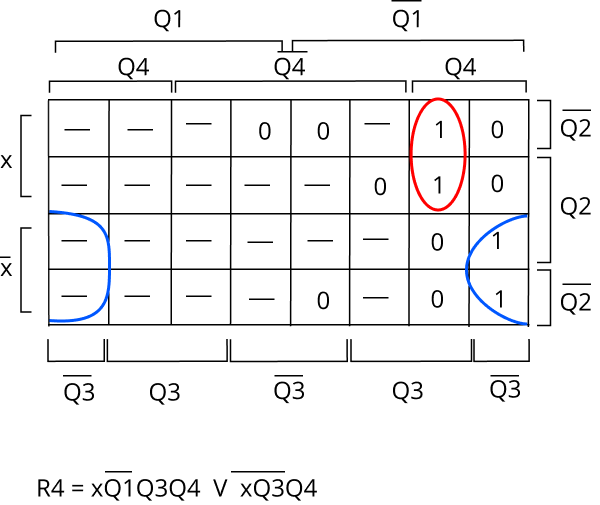 Q1 Q̅1̅
Q4 Q̅4̅ Q4
— — — 0 0 — 1 0 Q̅2̅
x
— — — — — 0 1 0
Q2
— — — — — — 0 1
x̅
— — — — 0 — 0 1 Q̅2̅
Q̅3̅ Q3 Q̅3̅ Q3 Q̅3̅
R4 = xQ̅1̅Q3Q4 V x̅Q̅3̅Q4